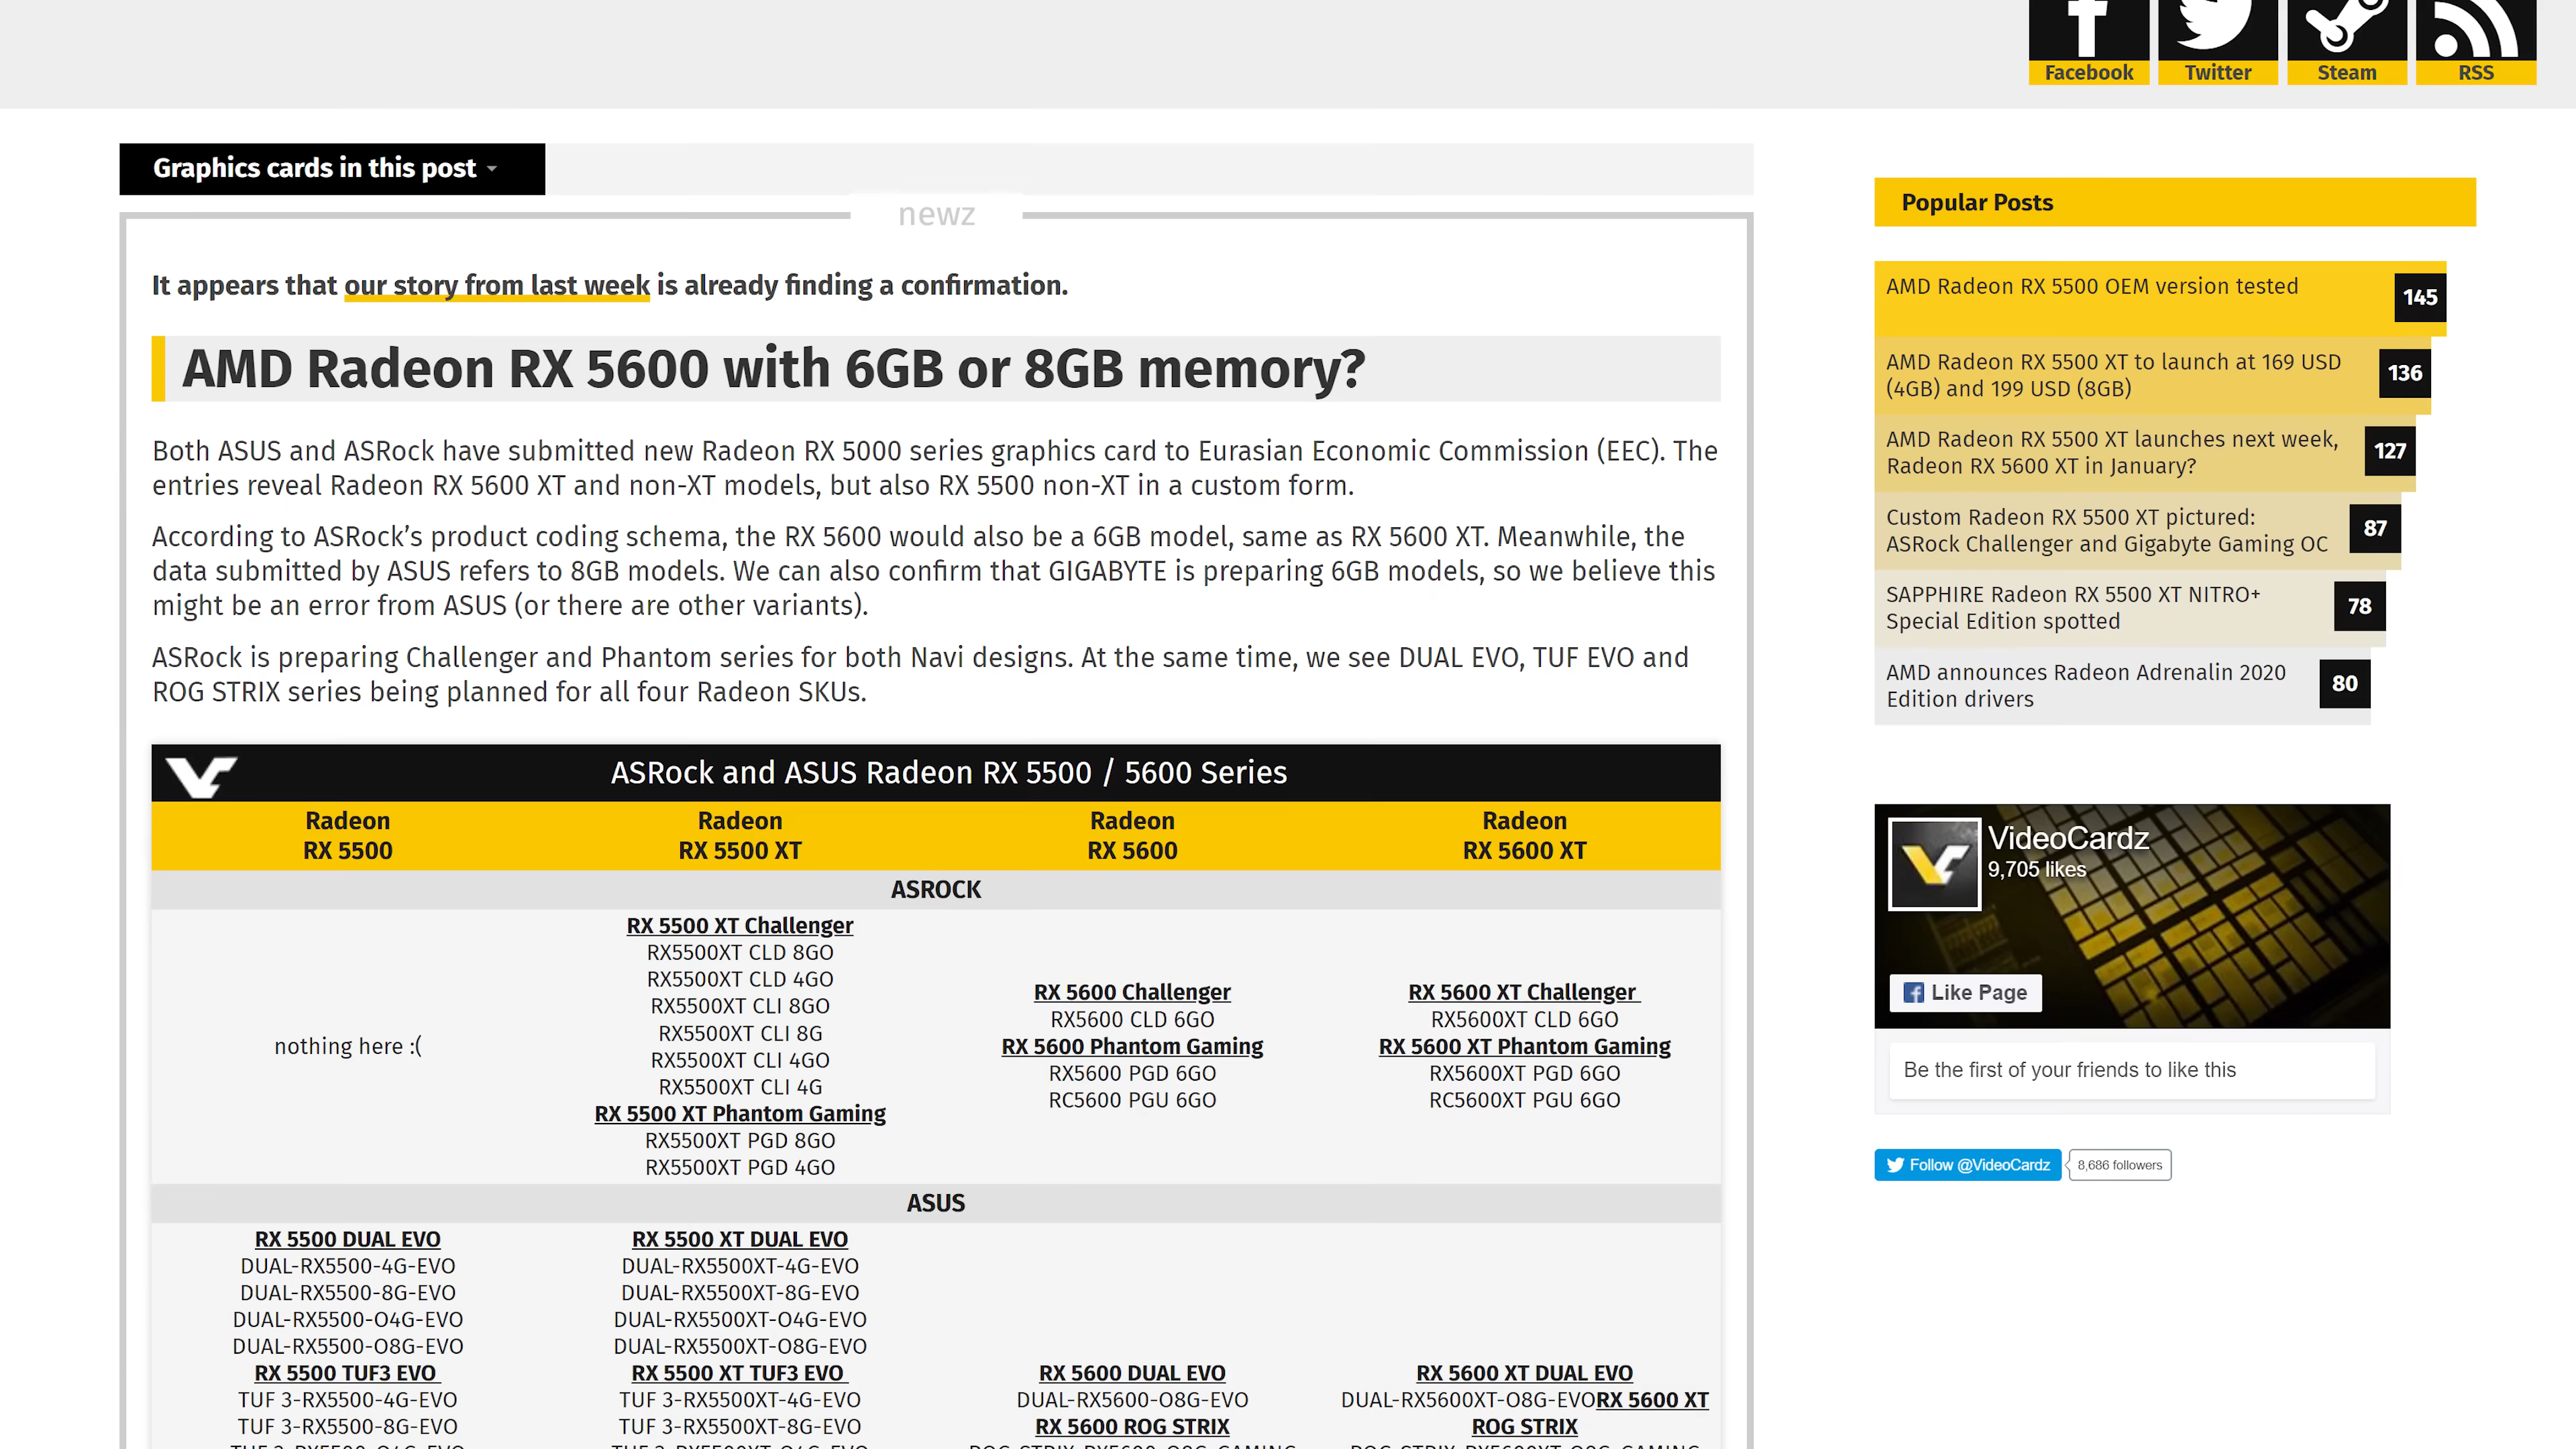 Facebook
Twitter
Steam
RSS
Graphics cards in this post
newz
It appears that our story from last week is already finding a confirmation.
AMD Radeon RX 5600 with 6GB or 8GB memory?
Both ASUS and ASRock have submitted new Radeon RX 5000 series graphics card to Eurasian Economic Commission (EEC). The
entries reveal Radeon RX 5600 XT and non-XT models, but also RX 5500 non-XT in a custom form.
According to ASRock’s product coding schema, the RX 5600 would also be a 6GB model, same as RX 5600 XT. Meanwhile, the
data submitted by ASUS refers to 8GB models. We can also confirm that GIGABYTE is preparing 6GB models, so we believe this
might be an error from ASUS (or there are other variants).
ASRock is preparing Challenger and Phantom series for both Navi designs. At the same time, we see DUAL EVO, TUF EVO and
ROG STRIX series being planned for all four Radeon SKUs.
ASRock and ASUS Radeon RX 5500 / 5600 Series
Radeon
RX 5500
Radeon
RX 5500 XT
Radeon
RX 5600
Radeon
RX 5600 XT
ASROCK
nothing here :(
RX 5500 XT Challenger
RX5500XT CLD 8GO
RX5500XT CLD 4GO
RX5500XT CLI 8GO
RX5500XT CLI 8G
RX5500XT CLI 4GO
RX5500XT CLI 4G
RX 5500 XT Phantom Gaming
RX5500XT PGD 8GO
RX5500XT PGD 4GO
RX 5600 Challenger
RX5600 CLD 6GO
RX 5600 Phantom Gaming
RX5600 PGD 6GO
RC5600 PGU 6GO
RX 5600 XT Challenger
RX5600XT CLD 6GO
RX 5600 XT Phantom Gaming
RX5600XT PGD 6GO
RC5600XT PGU 6GO
ASUS
RX 5500 DUAL EVO
DUAL-RX5500-4G-EVO
DUAL-RX5500-8G-EVO
DUAL-RX5500-O4G-EVO
DUAL-RX5500-O8G-EVO
RX 5500 TUF3 EVO
TUF 3-RX5500-4G-EVO
TUF 3-RX5500-8G-EVO
TUF 3-RX5500-O4G-EVO
RX 5500 XT DUAL EVO
DUAL-RX5500XT-4G-EVO
DUAL-RX5500XT-8G-EVO
DUAL-RX5500XT-O4G-EVO
DUAL-RX5500XT-O8G-EVO
RX 5500 XT TUF3 EVO
TUF 3-RX5500XT-4G-EVO
TUF 3-RX5500XT-8G-EVO
TUF 3-RX5500XT-O4G-EVO
RX 5600 DUAL EVO
DUAL-RX5600-O8G-EVO
RX 5600 ROG STRIX
ROG-STRIX-RX5600-O8G-GAMING
RX 5600 XT DUAL EVO
DUAL-RX5600XT-O8G-EVORX 5600 XT
ROG STRIX
ROG-STRIX-RX5600XT-O8G-GAMING
Popular Posts
AMD Radeon RX 5500 OEM version tested
145
AMD Radeon RX 5500 XT to launch at 169 USD
(4GB) and 199 USD (8GB)
136
AMD Radeon RX 5500 XT launches next week,
Radeon RX 5600 XT in January?
127
Custom Radeon RX 5500 XT pictured:
ASRock Challenger and Gigabyte Gaming OC
87
SAPPHIRE Radeon RX 5500 XT NITRO+
Special Edition spotted
78
AMD announces Radeon Adrenalin 2020
Edition drivers
80
VideoCardz
9,705 likes
Like Page
Be the first of your friends to like this
Follow @VideoCardz
8,686 followers